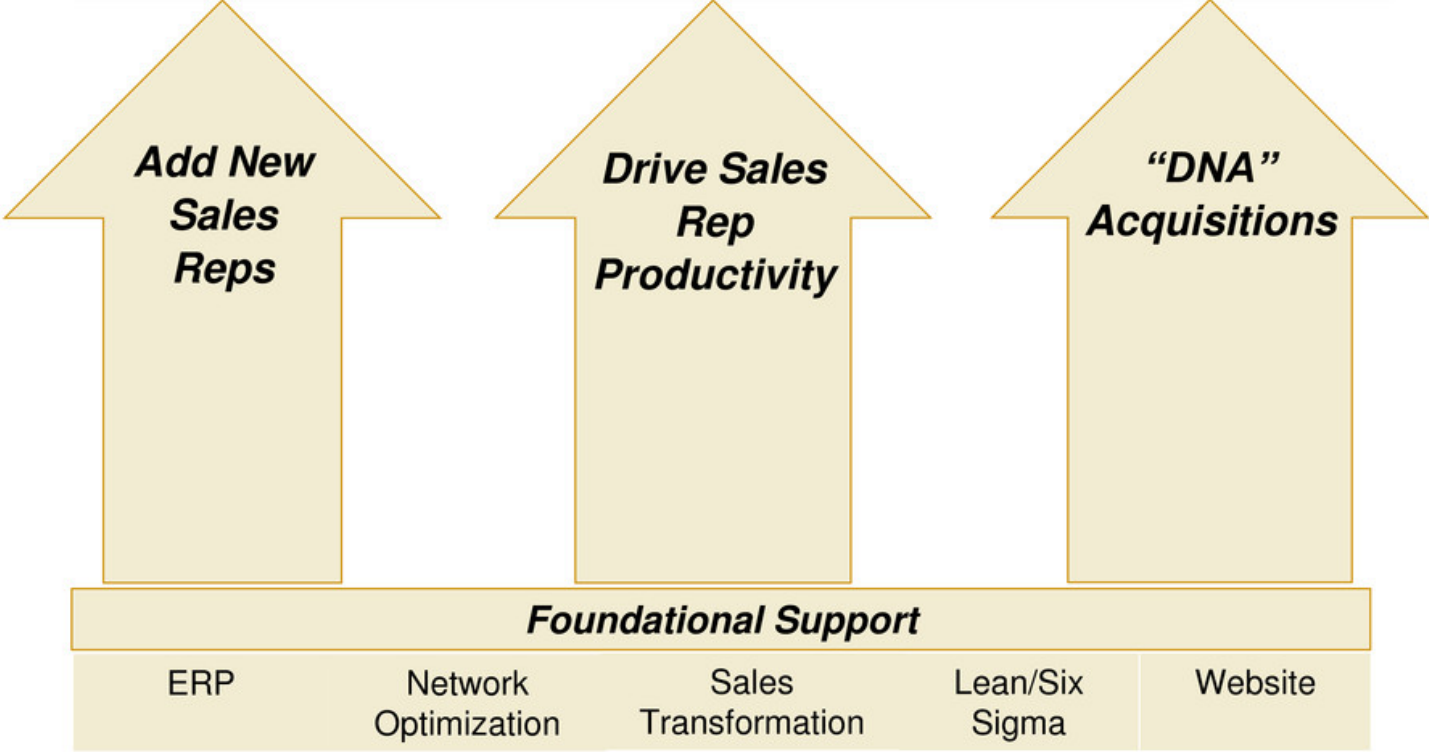 Add New
Sales
Reps
Drive Sales
Rep
Productivity
“DNA”
Acquisitions
Foundational Support
ERP
Network
Optimization
Sales
Transformation
Lean/Six
Sigma
Website